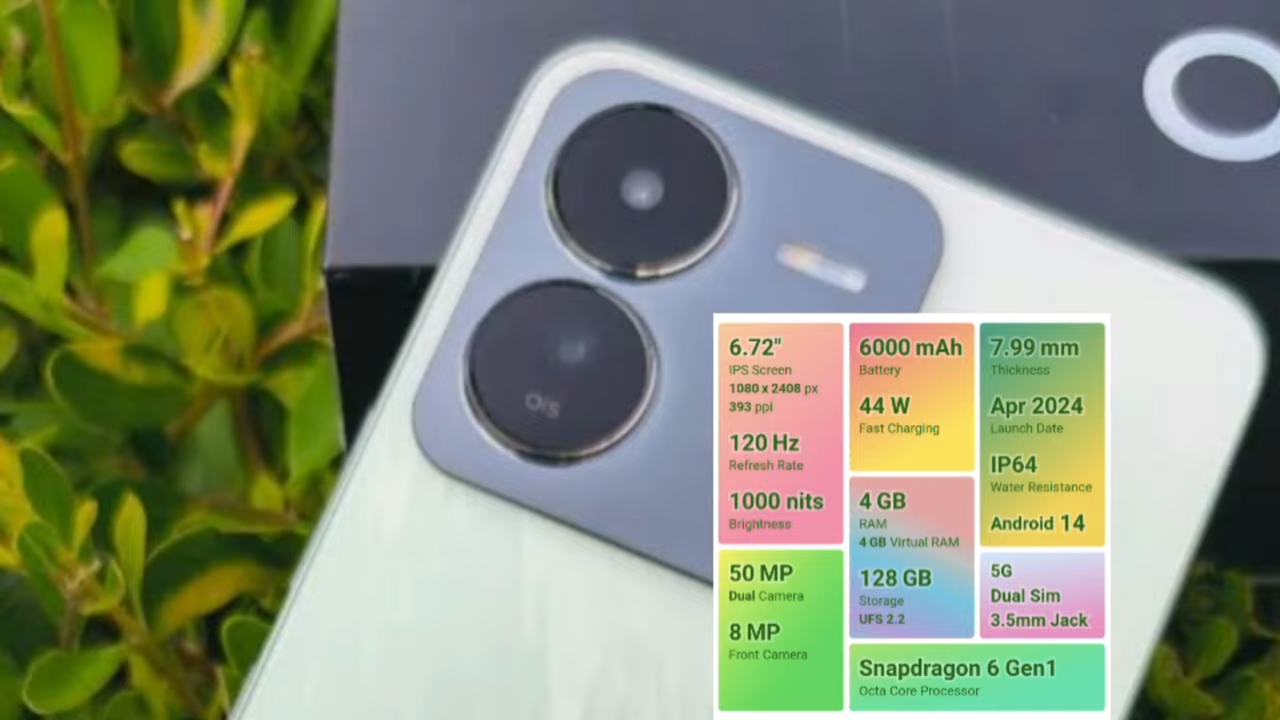 OIS
6.72"
IPS Screen
1080 x 2408 px
393 ppi
120 Hz
Refresh Rate
1000 nits
Brightness
50 MP
Dual Camera
8 MP
Front Camera
6000 mAh
Battery
44 W
Fast Charging
4 GB
RAM
4 GB Virtual RAM
128 GB
Storage
UFS 2.2
7.99 mm
Thickness
Apr 2024
Launch Date
IP64
Water Resistance
Android 14
5G
Dual Sim
3.5mm Jack
Snapdragon 6 Gen1
Octa Core Processor